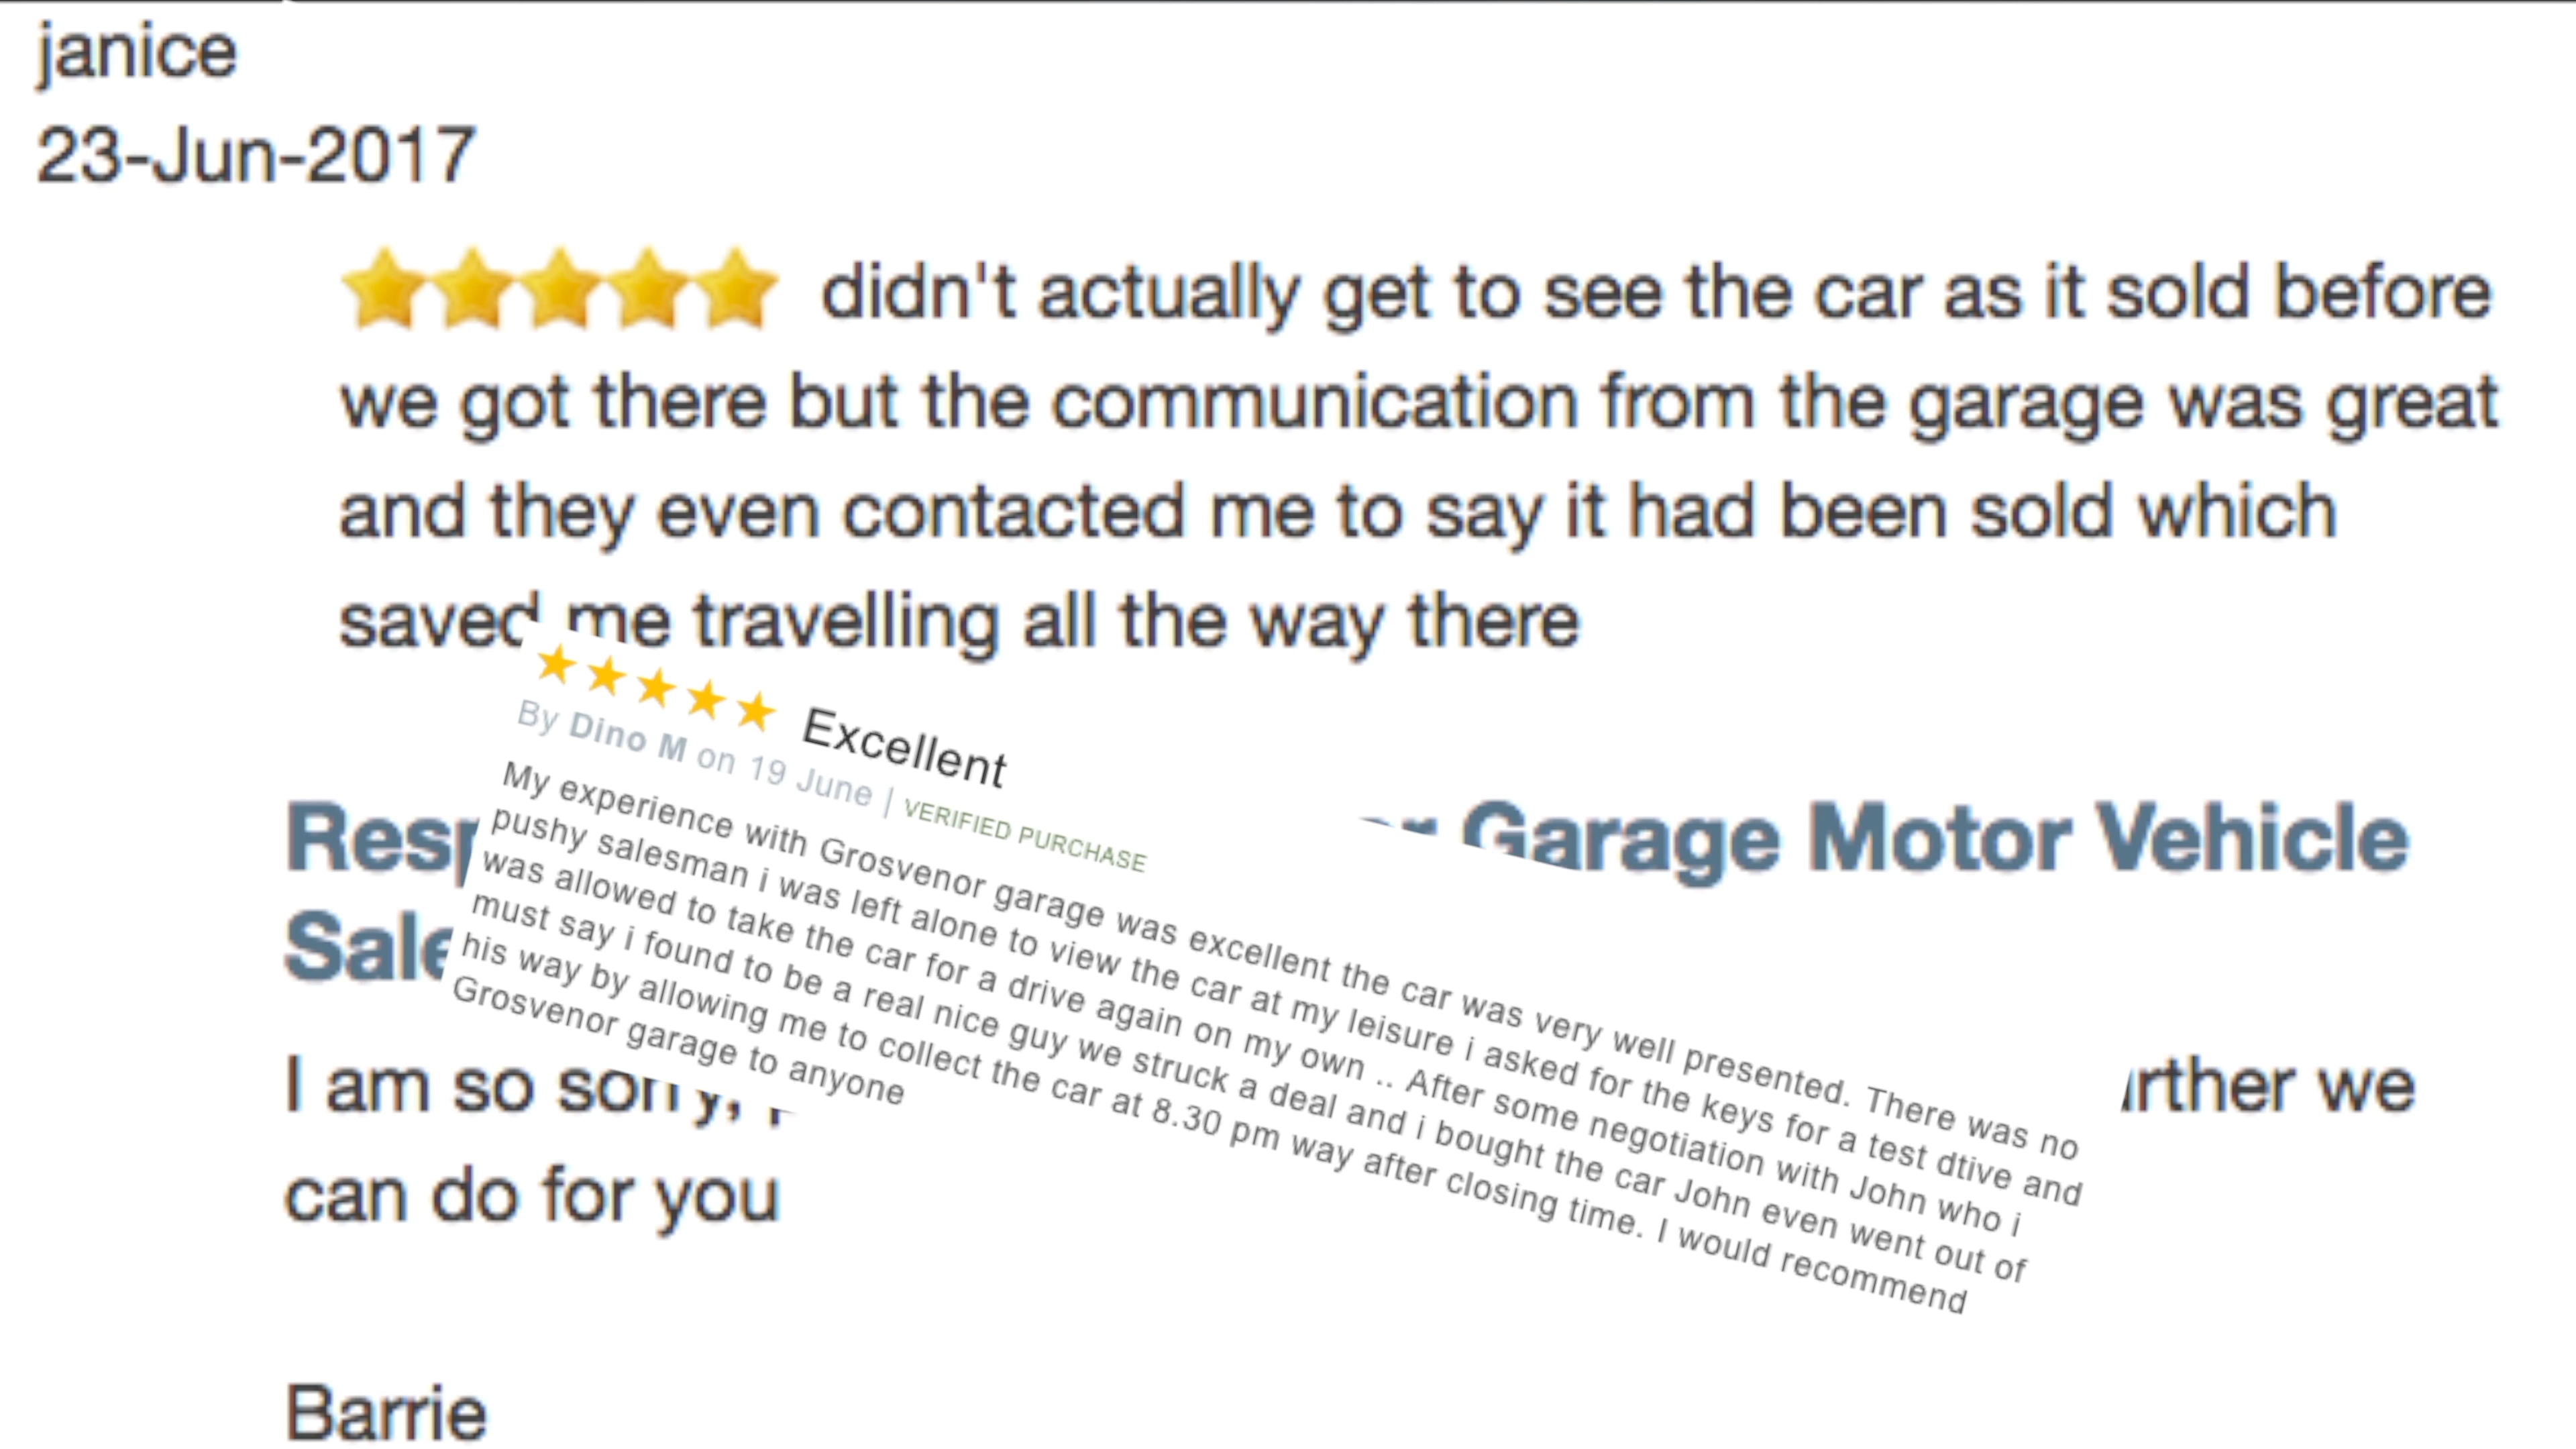 janice
23-Jun-2017
didn't actually get to see the car as it sold before
we got there but the communication from the garage was great
and they even contacted me to say it had been sold which
saved me travelling all the way there
Excellent
By Dino M on 19 June | VERIFIED PURCHASE
My experience with Grosvenor garage was excellent the car was very well presented. There was no
pushy salesman i was left alone to view the car at my leisure i asked for the keys for a test dtive and
was allowed to take the car for a drive again on my own .. After some negotiation with John who i
must say i found to be a real nice guy we struck a deal and i bought the car John even went out of
his way by allowing me to collect the car at 8.30 pm way after closing time. I would recommend
Grosvenor garage to anyone
Garage Motor Vehicle
I am so sorry, we
can do for you
Barrie